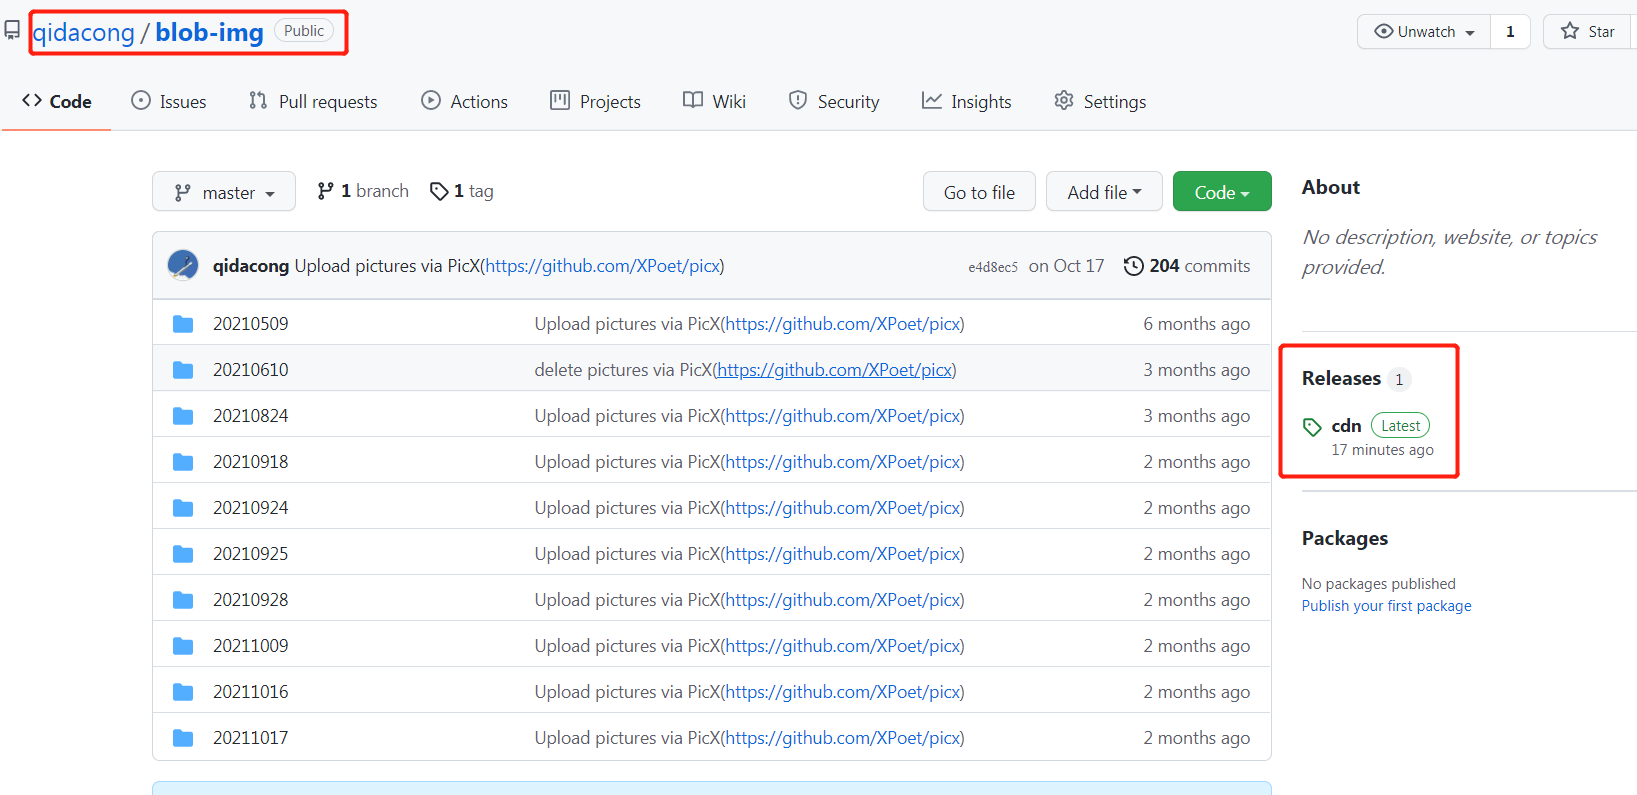 qidacong / blob-img Public
Unwatch 1 Star
Code Issues Pull requests Actions Projects Wiki Security Insights Settings
master 1 branch 1 tag Go to file Add file Code
qidacong Upload pictures via PicX(https://github.com/XPoet/picx) e4d8ec5 on Oct 17 204 commits
20210509 Upload pictures via PicX(https://github.com/XPoet/picx) 6 months ago
20210610 delete pictures via PicX(https://github.com/XPoet/picx) 3 months ago
20210824 Upload pictures via PicX(https://github.com/XPoet/picx) 3 months ago
20210918 Upload pictures via PicX(https://github.com/XPoet/picx) 2 months ago
20210924 Upload pictures via PicX(https://github.com/XPoet/picx) 2 months ago
20210925 Upload pictures via PicX(https://github.com/XPoet/picx) 2 months ago
20210928 Upload pictures via PicX(https://github.com/XPoet/picx) 2 months ago
20211009 Upload pictures via PicX(https://github.com/XPoet/picx) 2 months ago
20211016 Upload pictures via PicX(https://github.com/XPoet/picx) 2 months ago
20211017 Upload pictures via PicX(https://github.com/XPoet/picx) 2 months ago
About
No description, website, or topics
provided.
Releases 1
cdn Latest
17 minutes ago
Packages
No packages published
Publish your first package